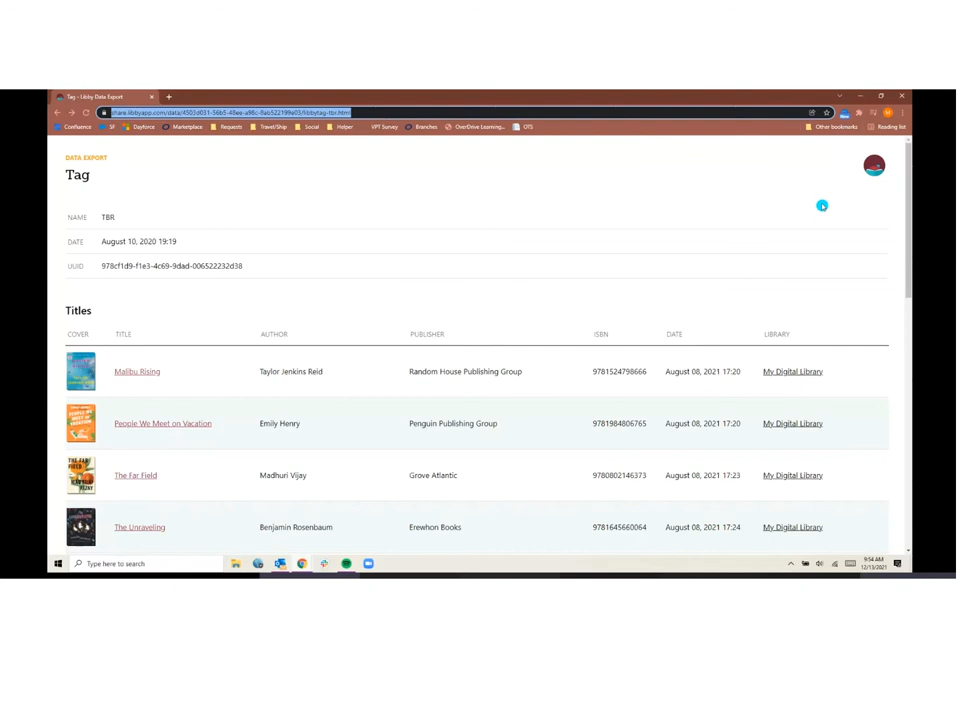 Tag - Libby Data Export
share.libbyapp.com/data/4503d031-56b5-48ea-a98c-8ab522199e03/libbytag-tbr.html
Confluence SF Dayforce Marketplace Requests Travel/Ship Social Helper VPT Survey Branches OverDrive Learning... OTS Other bookmarks Reading list
DATA EXPORT
Tag
NAME TBR
DATE August 10, 2020 19:19
UUID 978cf1d9-f1e3-4c69-9dad-006522232d38
Titles
COVER TITLE AUTHOR PUBLISHER ISBN DATE LIBRARY
Malibu Rising Taylor Jenkins Reid Random House Publishing Group 9781524798666 August 08, 2021 17:20 My Digital Library
People We Meet on Vacation Emily Henry Penguin Publishing Group 9781984806765 August 08, 2021 17:20 My Digital Library
THE FAR FIELD
The Far Field Madhuri Vijay Grove Atlantic 9780802146373 August 08, 2021 17:23 My Digital Library
The Unraveling Benjamin Rosenbaum Erewhon Books 9781645660064 August 08, 2021 17:24 My Digital Library
Type here to search
9:54 AM
12/13/2021